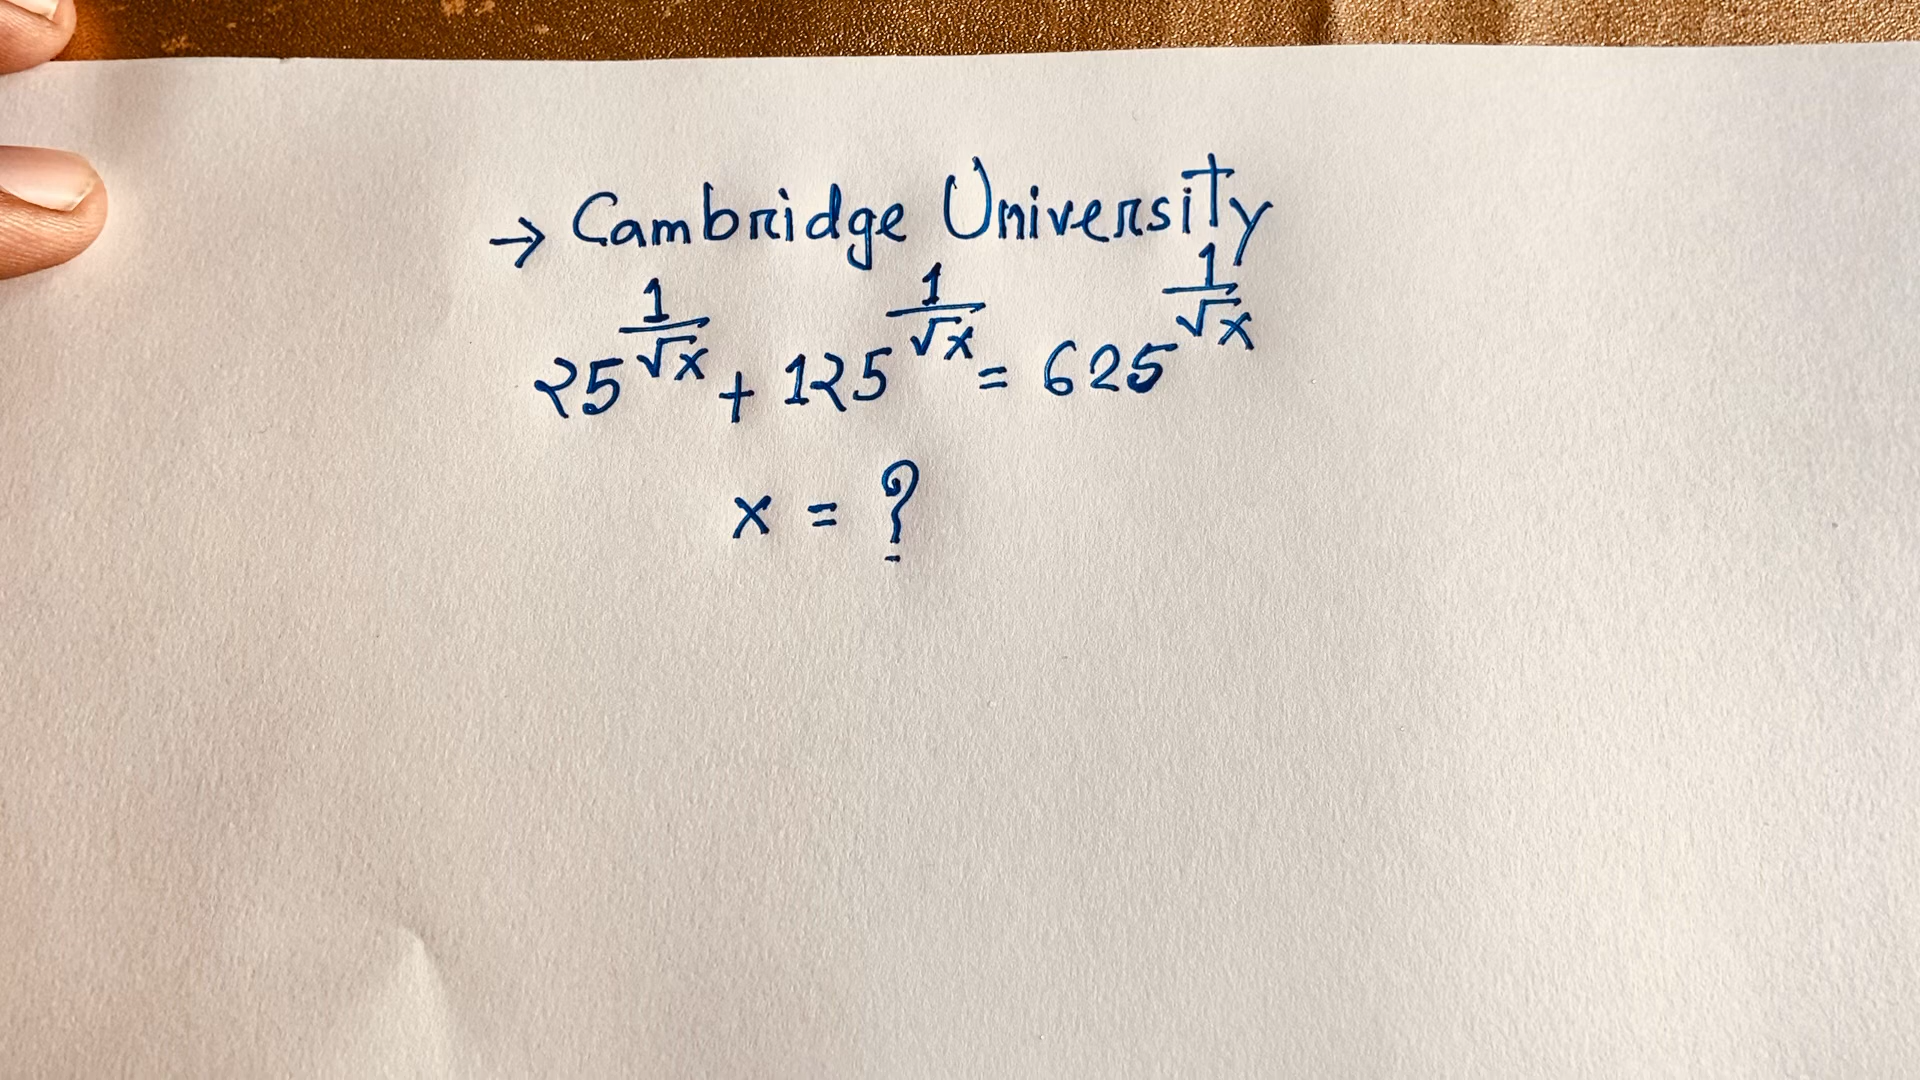 → Cambridge University
25^(1/√x) + 125^(1/√x) = 625^(1/√x)
x = ?